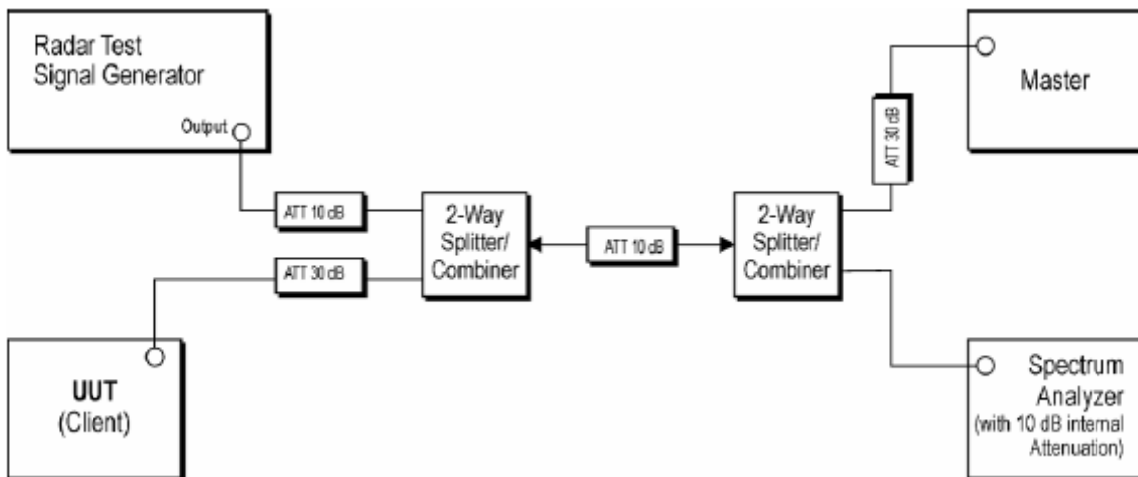 Radar Test
Signal Generator
Output
ATT 10 dB
ATT 30 dB
UUT
(Client)
2-Way
Splitter/
Combiner
ATT 10 dB
2-Way
Splitter/
Combiner
ATT 30 dB
Master
Spectrum
Analyzer
(with 10 dB internal
Attenuation)